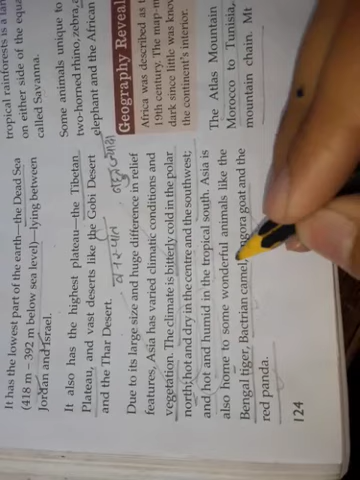 It has the lowest part of the earth—the Dead Sea
(418 m – 392 m below sea level)—lying between
Jordan and Israel.
It also has the highest plateau—the Tibetan
Plateau, and vast deserts like the Gobi Desert
and the Thar Desert.
Due to its large size and huge difference in relief
features, Asia has varied climatic conditions and
vegetation. The climate is bitterly cold in the polar
north; hot and dry in the centre and the southwest;
and hot and humid in the tropical south. Asia is
also home to some wonderful animals like the
Bengal tiger, Bactrian camel, angora goat and the
red panda.
124
tropical rainforests is a
on either side of the equa
called Savanna.
Some animals unique to
two-horned rhino, zebra,
elephant and the African
Geography Reveal
Africa was described as t
19th century. The map-m
dark since little was know
the continent's interior.
The Atlas Mountain
Morocco to Tunisia,
mountain chain. Mt